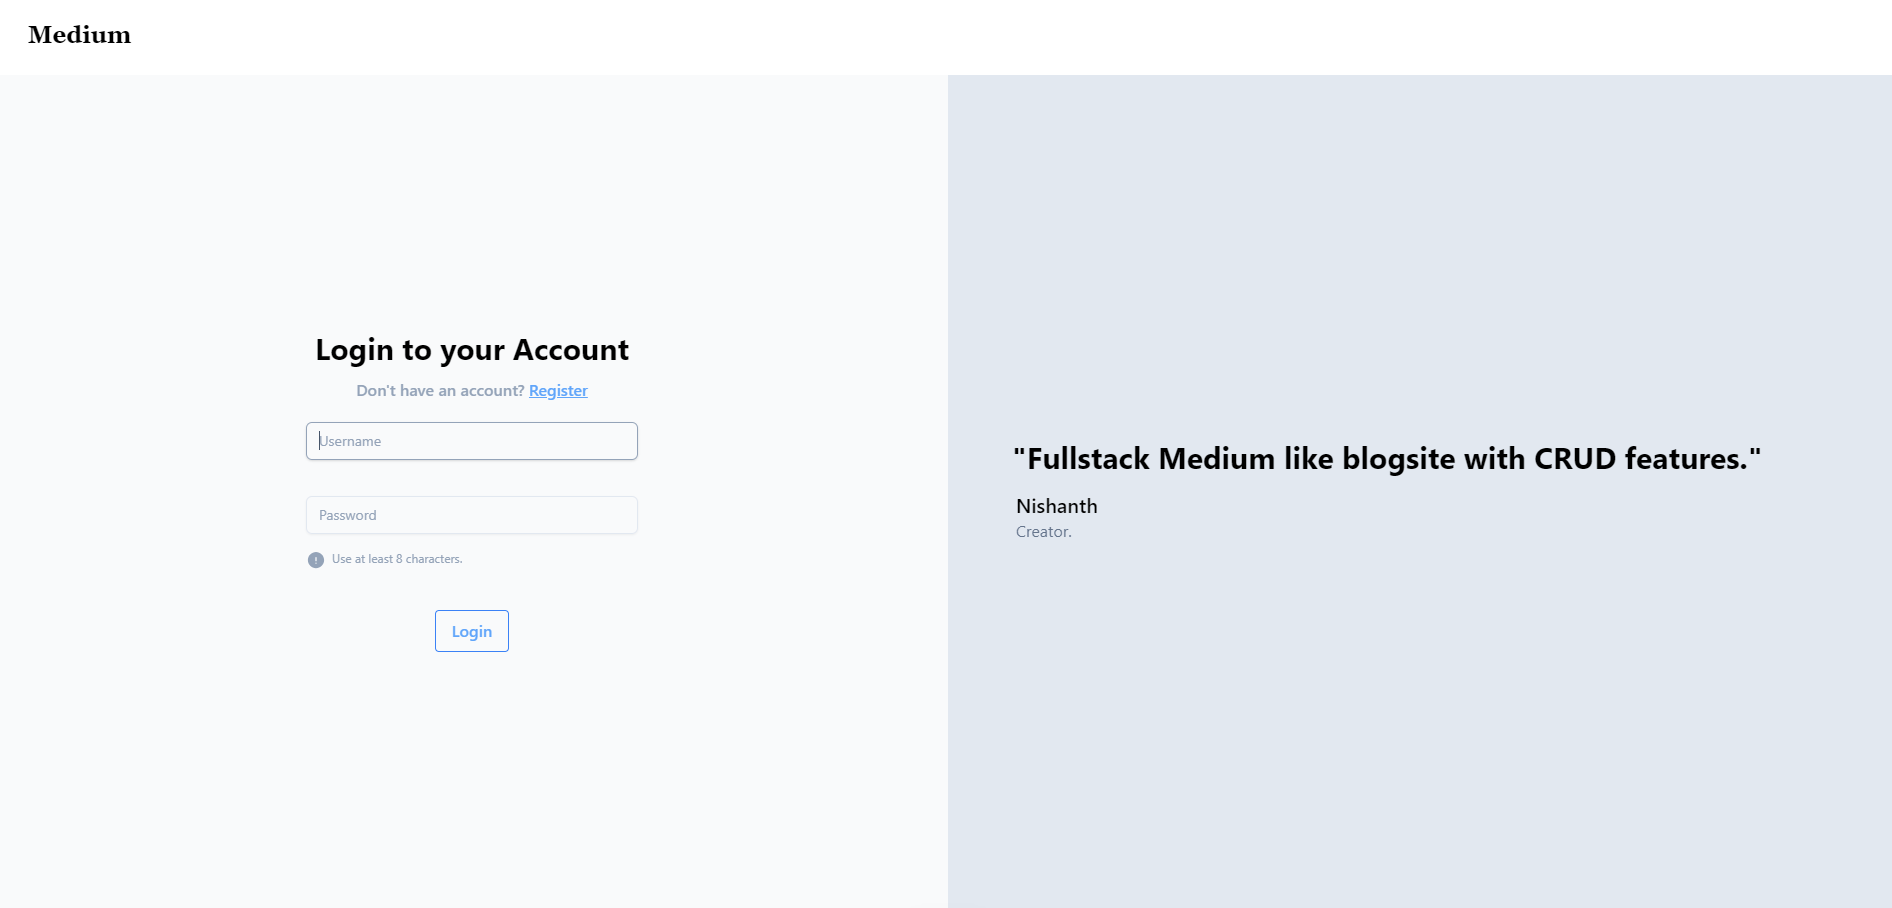 Medium
Login to your Account
Don't have an account? Register
Username
Password
Use at least 8 characters.
Login
"Fullstack Medium like blogsite with CRUD features."
Nishanth
Creator.